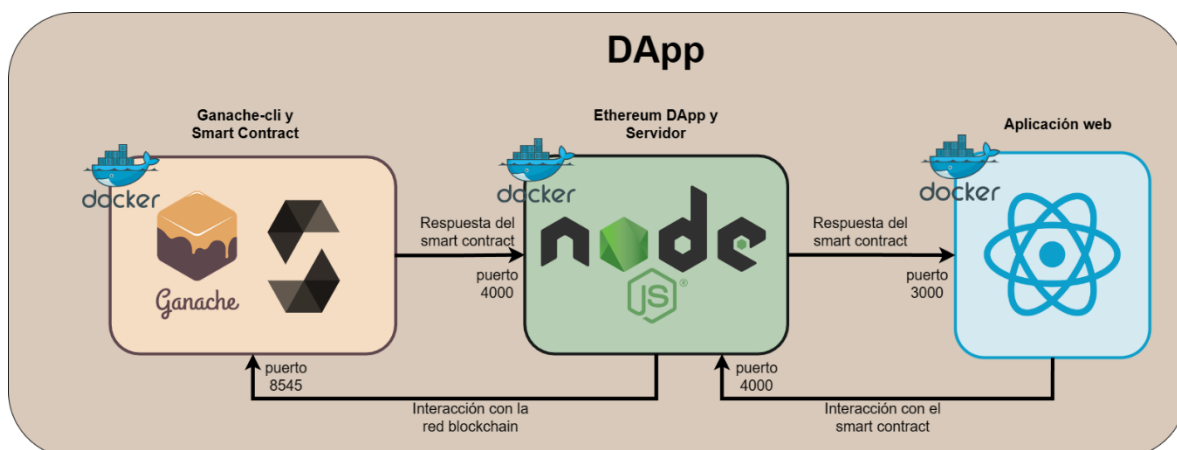 DApp
Ganache-cli y
Smart Contract
Ethereum DApp y
Servidor
Aplicación web
docker
docker
docker
Ganache
node
JS
®
Respuesta del
smart contract
puerto
4000
Respuesta del
smart contract
puerto
3000
puerto
8545
Interacción con la
red blockchain
puerto
4000
Interacción con el
smart contract